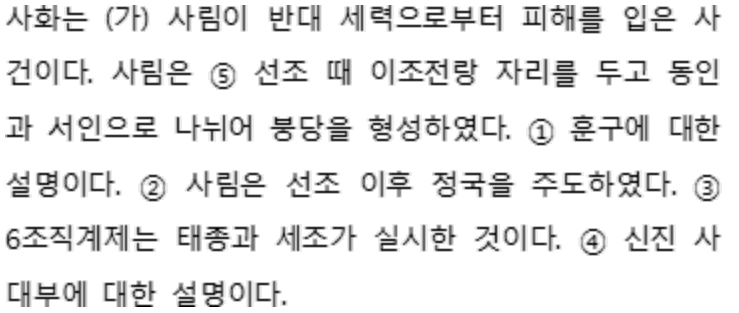 사화는 (가) 사림이 반대 세력으로부터 피해를 입은 사
건이다. 사림은 ⑤ 선조 때 이조전랑 자리를 두고 동인
과 서인으로 나뉘어 붕당을 형성하였다. ① 훈구에 대한
설명이다. ② 사림은 선조 이후 정국을 주도하였다. ③
6조직계제는 태종과 세조가 실시한 것이다. ④ 신진 사
대부에 대한 설명이다.